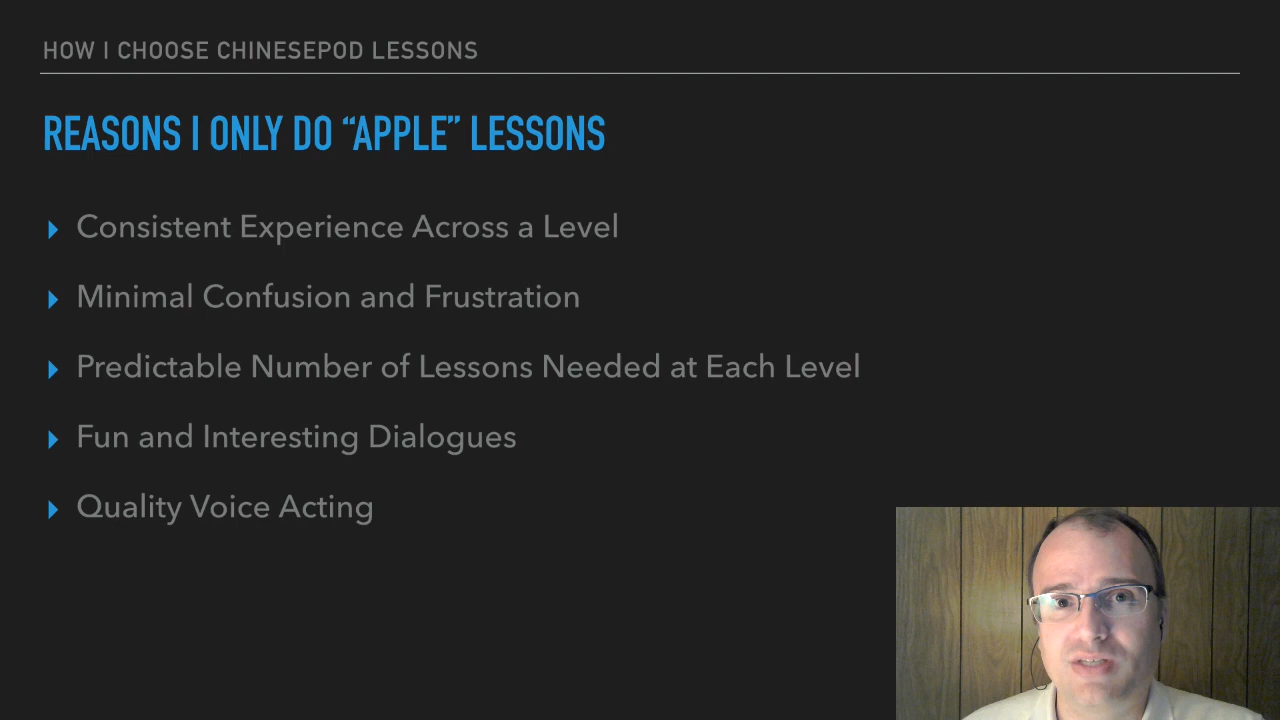 HOW I CHOOSE CHINESEPOD LESSONS
REASONS I ONLY DO “APPLE” LESSONS
Consistent Experience Across a Level
Minimal Confusion and Frustration
Predictable Number of Lessons Needed at Each Level
Fun and Interesting Dialogues
Quality Voice Acting